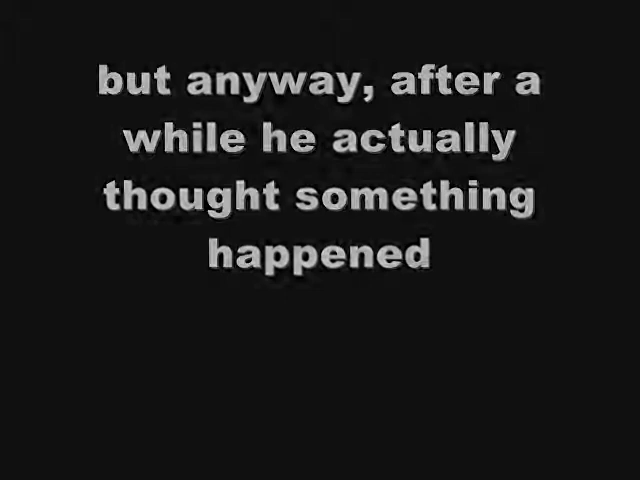 but anyway, after a
while he actually
thought something
happened